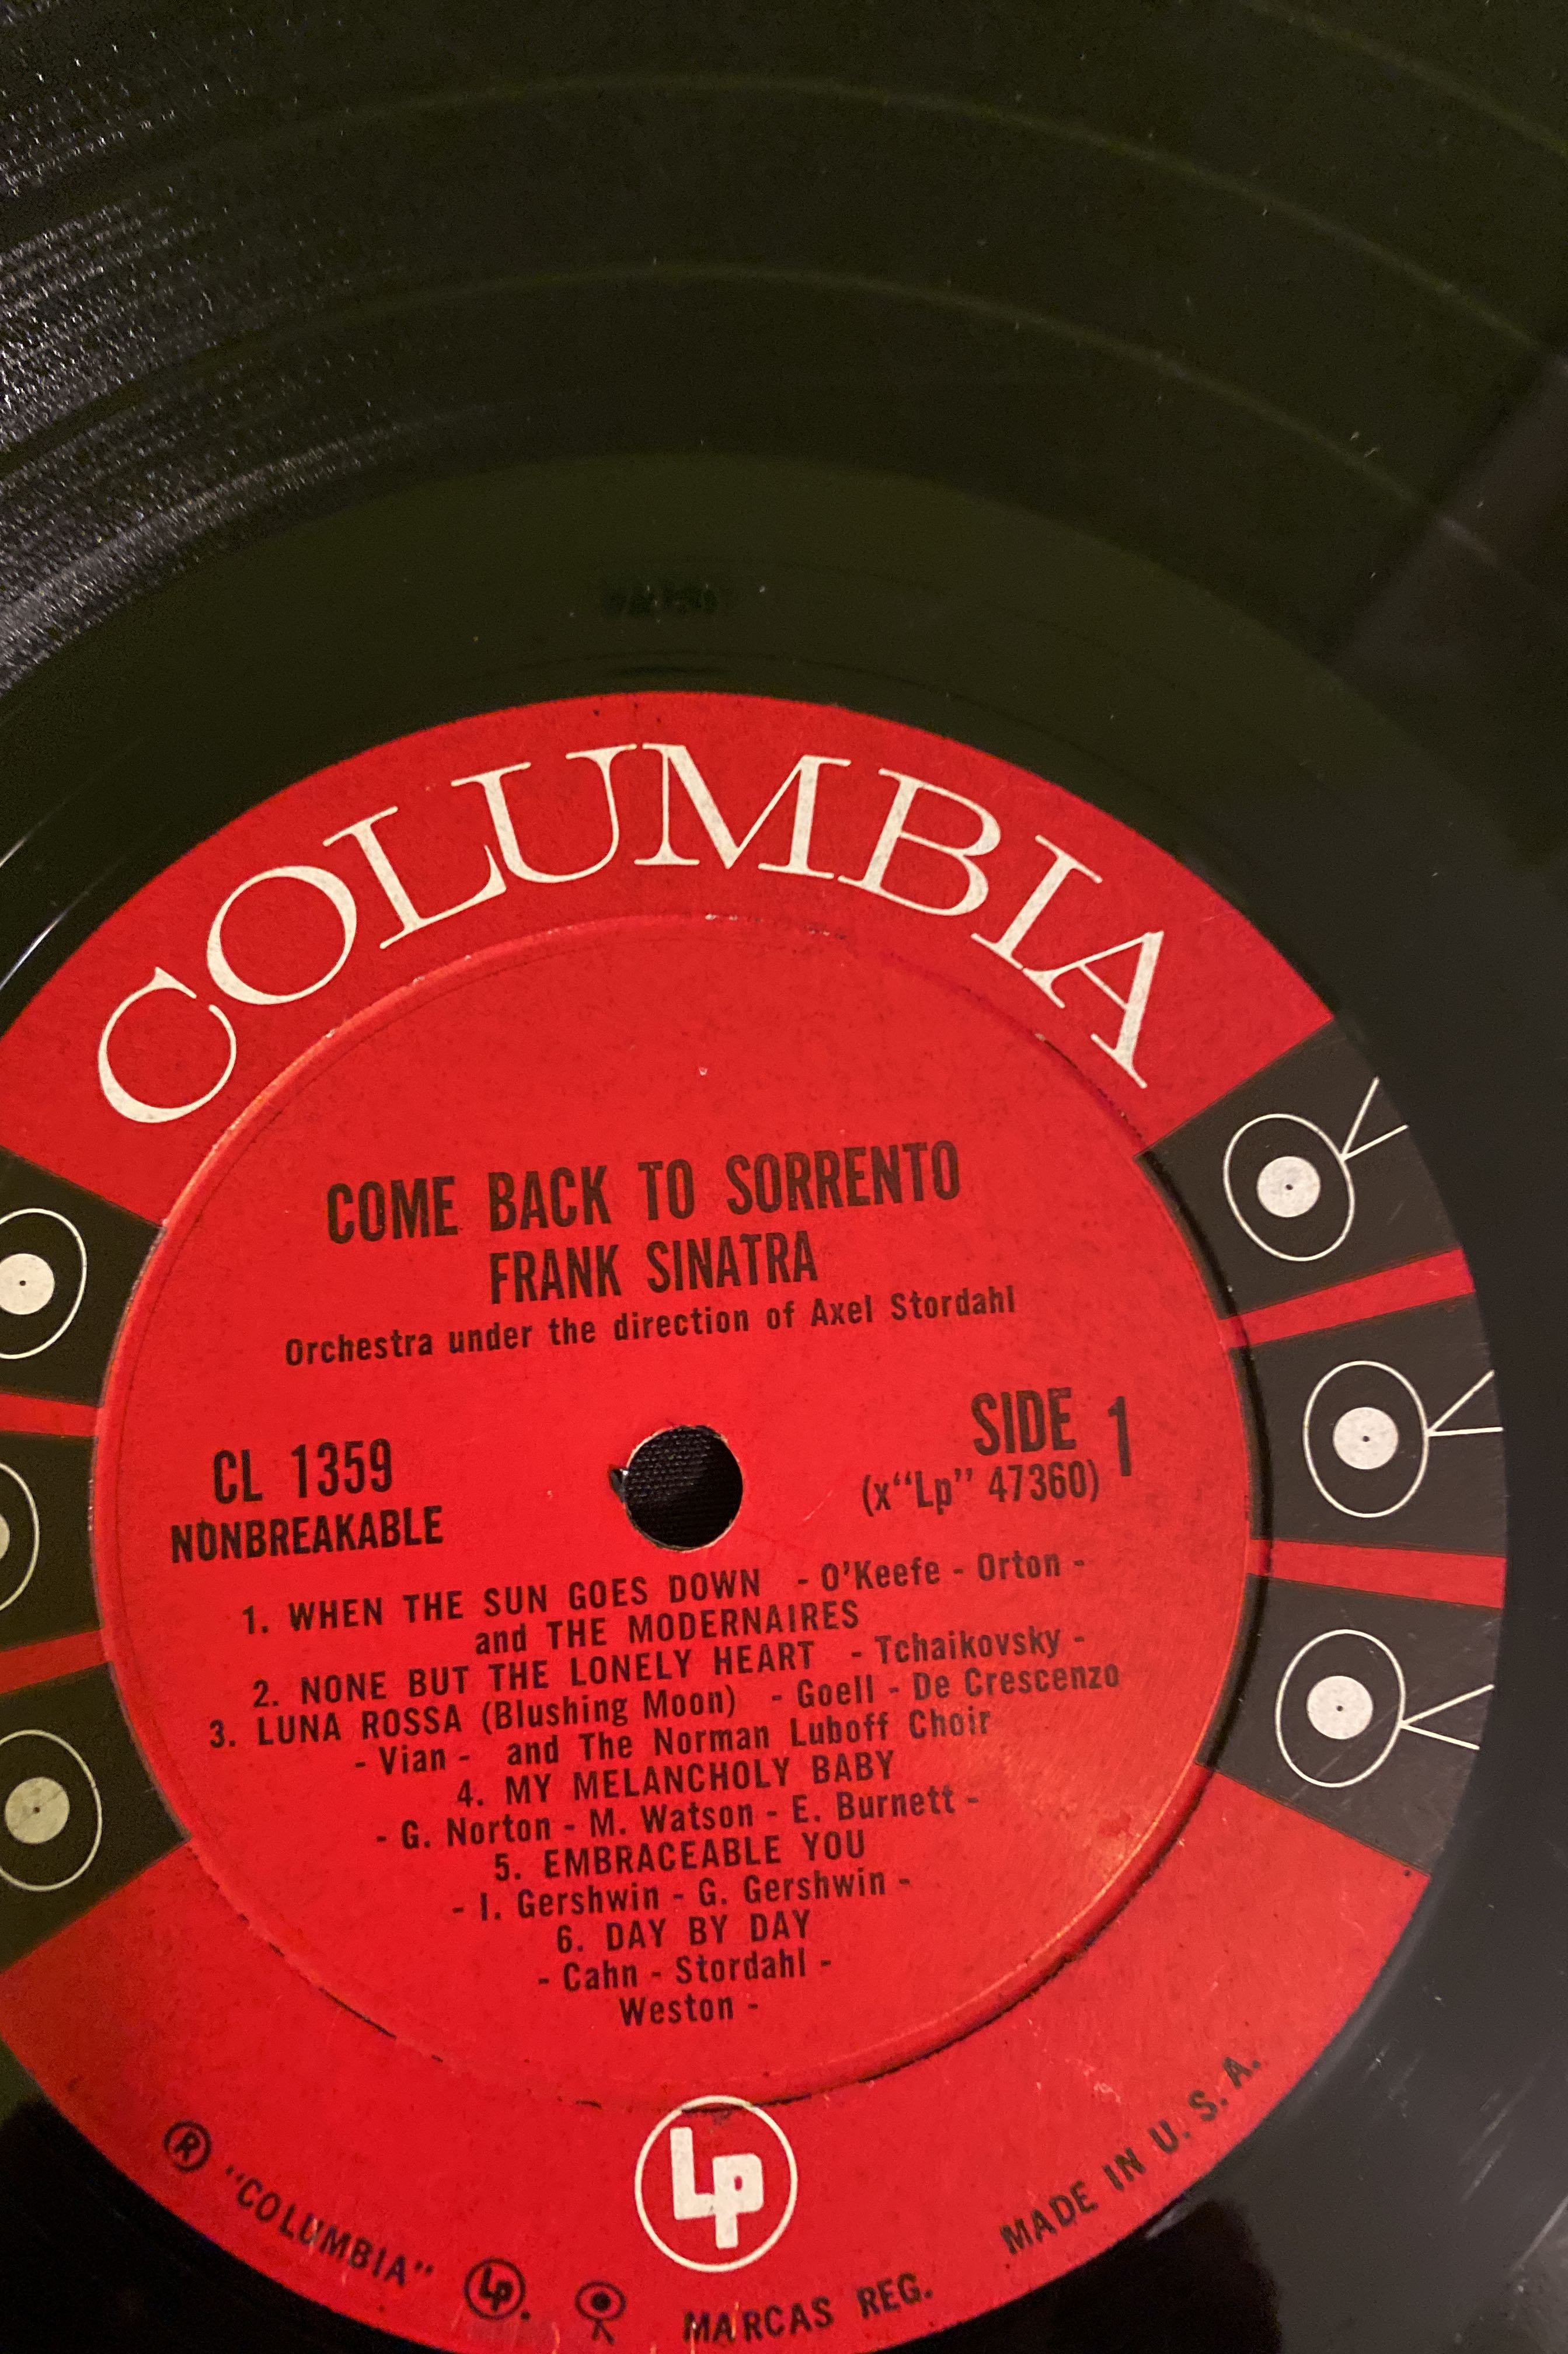 COLUMBIA
COME BACK TO SORRENTO
FRANK SINATRA
Orchestra under the direction of Axel Stordahl
CL 1359
NONBREAKABLE
SIDE 1
(x“Lp” 47360)
1. WHEN THE SUN GOES DOWN - O’Keefe - Orton -
and THE MODERNAIRES
2. NONE BUT THE LONELY HEART - Tchaikovsky -
3. LUNA ROSSA (Blushing Moon) - Goell - De Crescenzo
- Vian - and The Norman Luboff Choir
4. MY MELANCHOLY BABY
- G. Norton - M. Watson - E. Burnett -
5. EMBRACEABLE YOU
- I. Gershwin - G. Gershwin -
6. DAY BY DAY
- Cahn - Stordahl -
Weston -
Lp
® “COLUMBIA” Lp. MARCAS REG. MADE IN U. S. A.